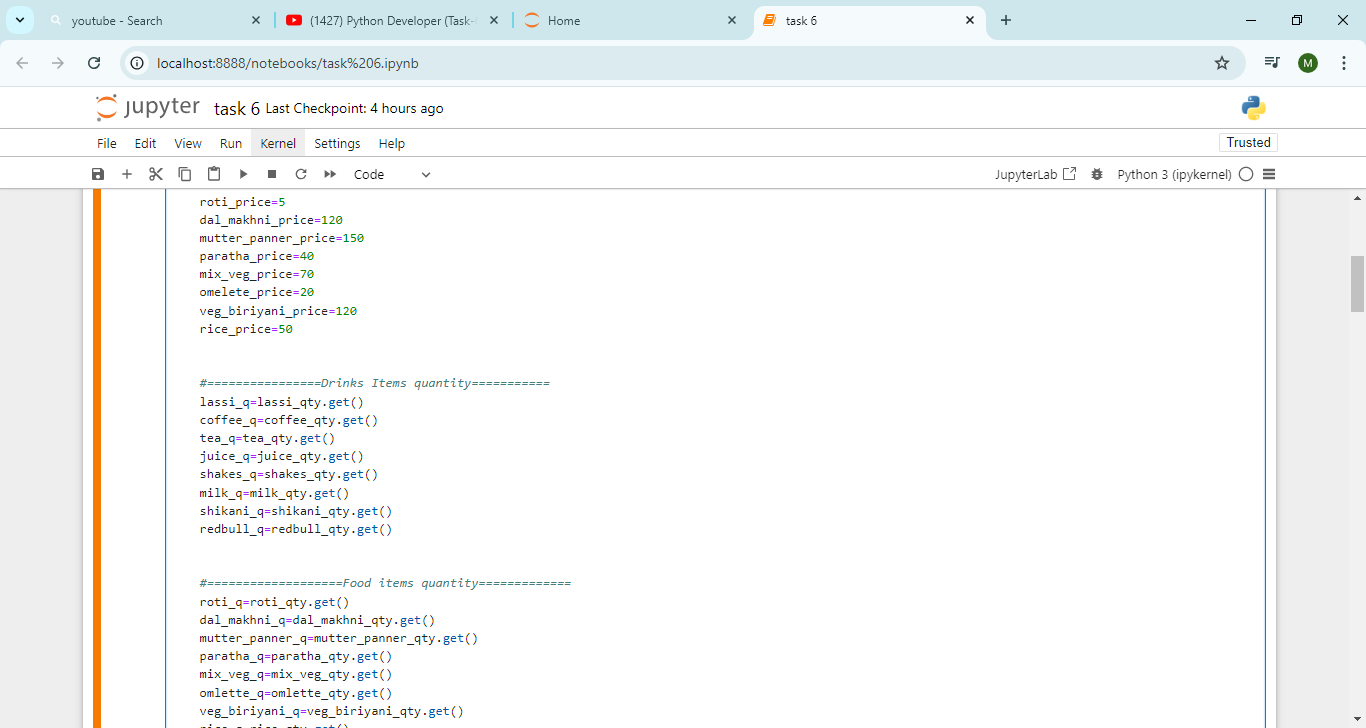 youtube - Search
(1427) Python Developer (Task-
Home
task 6
localhost:8888/notebooks/task%206.ipynb
M
jupyter task 6 Last Checkpoint: 4 hours ago
File Edit View Run Kernel Settings Help
Trusted
Code
JupyterLab
Python 3 (ipykernel)
roti_price=5
dal_makhni_price=120
mutter_panner_price=150
paratha_price=40
mix_veg_price=70
omelete_price=20
veg_biriyani_price=120
rice_price=50
#================Drinks Items quantity===========
lassi_q=lassi_qty.get()
coffee_q=coffee_qty.get()
tea_q=tea_qty.get()
juice_q=juice_qty.get()
shakes_q=shakes_qty.get()
milk_q=milk_qty.get()
shikani_q=shikani_qty.get()
redbull_q=redbull_qty.get()
#===================Food items quantity=============
roti_q=roti_qty.get()
dal_makhni_q=dal_makhni_qty.get()
mutter_panner_q=mutter_panner_qty.get()
paratha_q=paratha_qty.get()
mix_veg_q=mix_veg_qty.get()
omlette_q=omlette_qty.get()
veg_biriyani_q=veg_biriyani_qty.get()